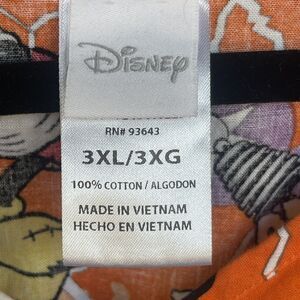 Disney
RN# 93643
3XL/3XG
100% COTTON / ALGODON
MADE IN VIETNAM
HECHO EN VIETNAM